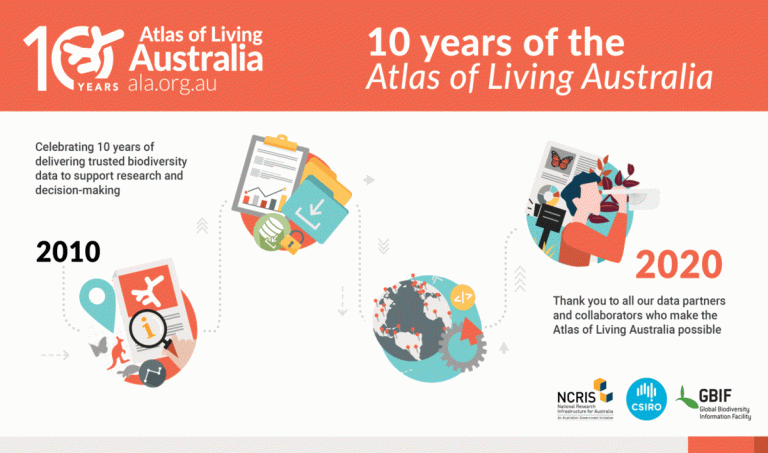 10 YEARS
Atlas of Living
Australia
ala.org.au
10 years of the
Atlas of Living Australia
Celebrating 10 years of
delivering trusted biodiversity
data to support research and
decision-making
2010
i
</>
2020
Thank you to all our data partners
and collaborators who make the
Atlas of Living Australia possible
NCRIS
National Research
Infrastructure for Australia
An Australian Government Initiative
CSIRO
GBIF
Global Biodiversity
Information Facility